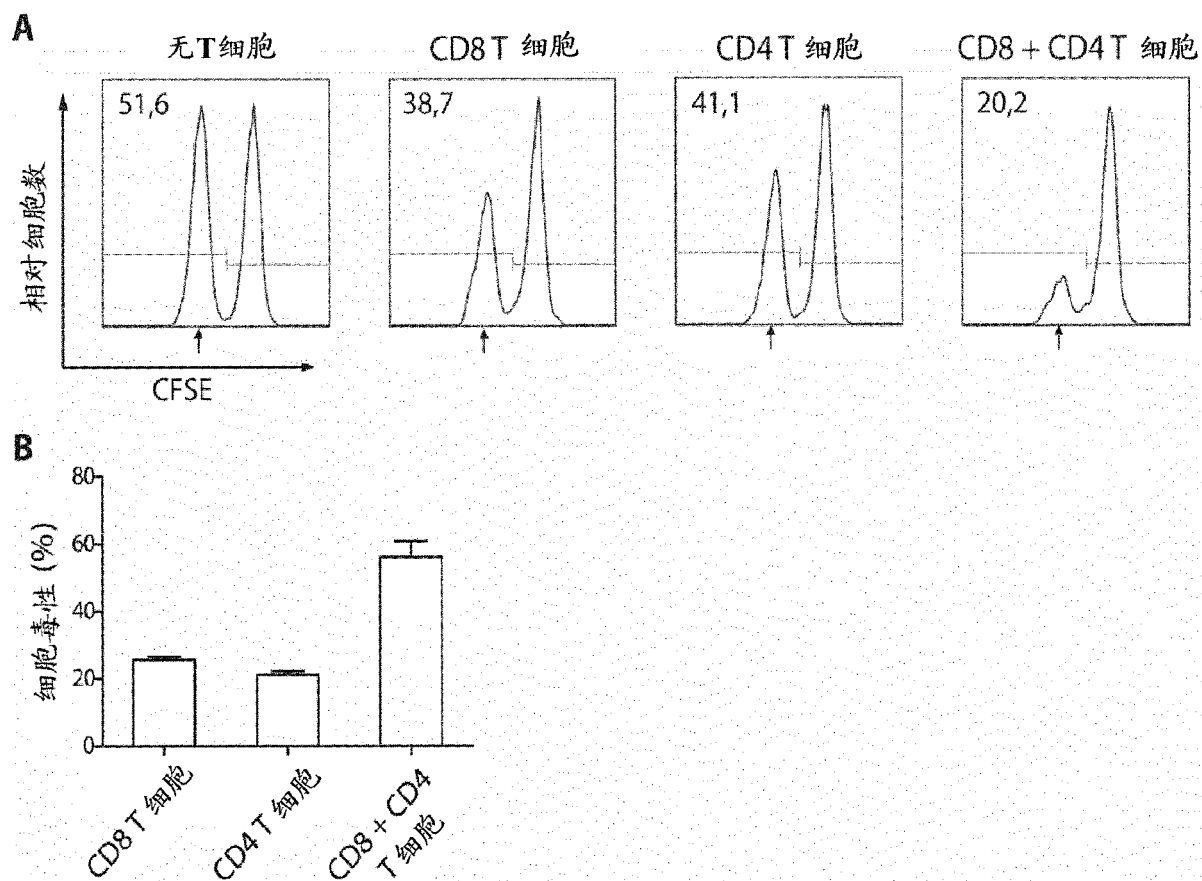 A
无T细胞
CD8 T 细胞
CD4 T 细胞
CD8 + CD4 T 细胞
51,6
38,7
41,1
20,2
相对细胞数
CFSE
B
细胞毒性 (%)
80
60
40
20
0
CD8 T 细胞
CD4 T 细胞
CD8 + CD4
T 细胞